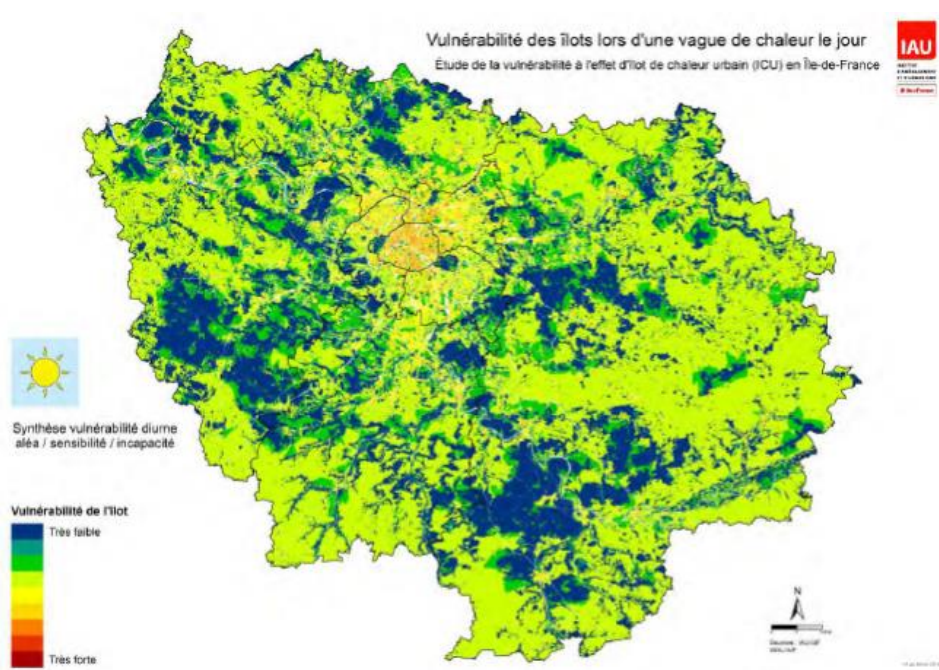 Vulnérabilité des îlots lors d'une vague de chaleur le jour
Étude de la vulnérabilité à l'effet d'îlot de chaleur urbain (ICU) en Île-de-France
IAU
Synthèse vulnérabilité diurne
aléa / sensibilité / incapacité
Vulnérabilité de l'îlot
Très faible
Très forte
N